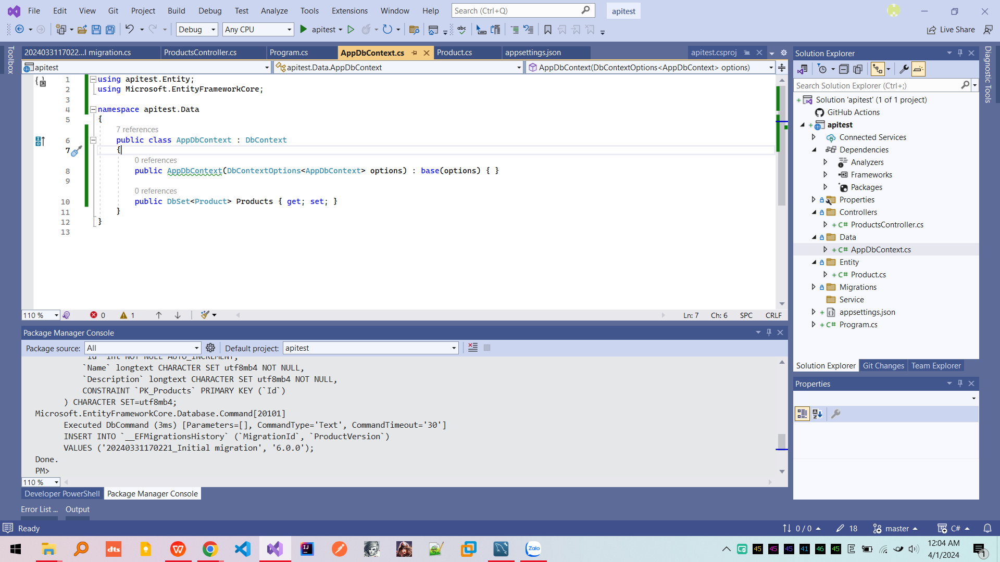 File Edit View Git Project Build Debug Test Analyze Tools Extensions Window Help Search (Ctrl+Q) apitest
Debug Any CPU apitest Live Share
Toolbox
2024033117022...l migration.cs ProductsController.cs Program.cs AppDbContext.cs Product.cs appsettings.json apitest.csproj
apitest apitest.Data.AppDbContext AppDbContext(DbContextOptions<AppDbContext> options)
1 using apitest.Entity;
2 using Microsoft.EntityFrameworkCore;
3
4 namespace apitest.Data
5 {
7 references
6 public class AppDbContext : DbContext
7 {
0 references
8 public AppDbContext(DbContextOptions<AppDbContext> options) : base(options) { }
9
0 references
10 public DbSet<Product> Products { get; set; }
11 }
12 }
13
110 % 0 1 Ln: 7 Ch: 6 SPC CRLF
Package Manager Console
Package source: All Default project: apitest
`Id` int NOT NULL AUTO_INCREMENT,
`Name` longtext CHARACTER SET utf8mb4 NOT NULL,
`Description` longtext CHARACTER SET utf8mb4 NOT NULL,
CONSTRAINT `PK_Products` PRIMARY KEY (`Id`)
) CHARACTER SET=utf8mb4;
Microsoft.EntityFrameworkCore.Database.Command[20101]
Executed DbCommand (3ms) [Parameters=[], CommandType='Text', CommandTimeout='30']
INSERT INTO `__EFMigrationsHistory` (`MigrationId`, `ProductVersion`)
VALUES ('20240331170221_Initial migration', '6.0.0');
Done.
PM>
110 %
Developer PowerShell Package Manager Console
Error List ... Output
Solution Explorer
Search Solution Explorer (Ctrl+;)
Solution 'apitest' (1 of 1 project)
GitHub Actions
apitest
Connected Services
Dependencies
Analyzers
Frameworks
Packages
Properties
Controllers
C# ProductsController.cs
Data
C# AppDbContext.cs
Entity
C# Product.cs
Migrations
Service
appsettings.json
C# Program.cs
Solution Explorer Git Changes Team Explorer
Properties
Diagnostic Tools
Ready 0 / 0 18 master C#
dts Zalo 45 45 45 41 46 45 12:04 AM
4/1/2024 1